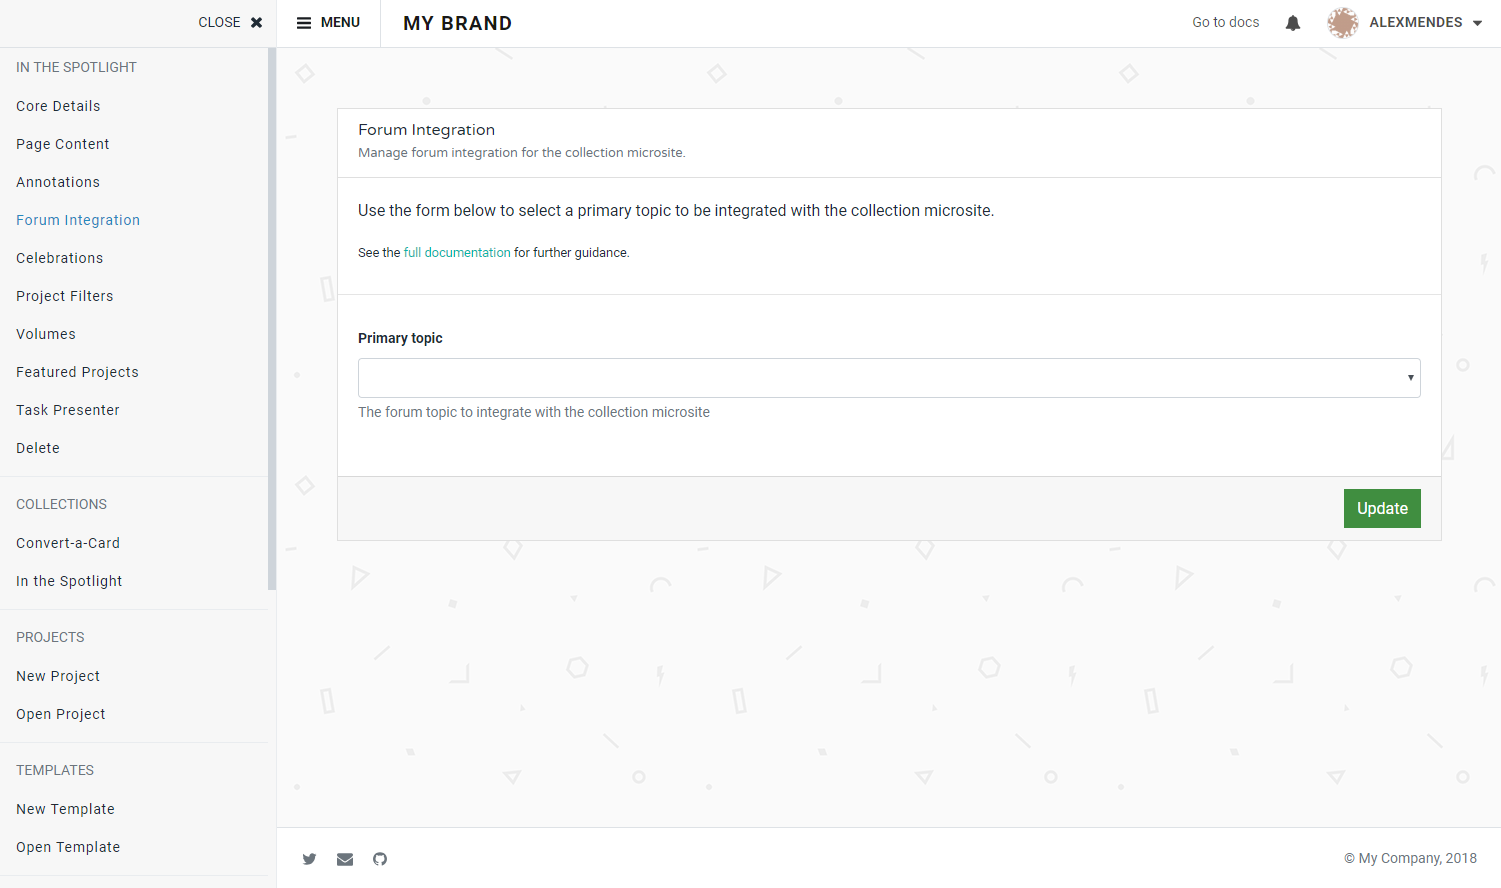 CLOSE
MENU
MY BRAND
Go to docs
ALEXMENDES
IN THE SPOTLIGHT
Core Details
Page Content
Annotations
Forum Integration
Celebrations
Project Filters
Volumes
Featured Projects
Task Presenter
Delete
COLLECTIONS
Convert-a-Card
In the Spotlight
PROJECTS
New Project
Open Project
TEMPLATES
New Template
Open Template
Forum Integration
Manage forum integration for the collection microsite.
Use the form below to select a primary topic to be integrated with the collection microsite.
See the full documentation for further guidance.
Primary topic
The forum topic to integrate with the collection microsite
Update
© My Company, 2018